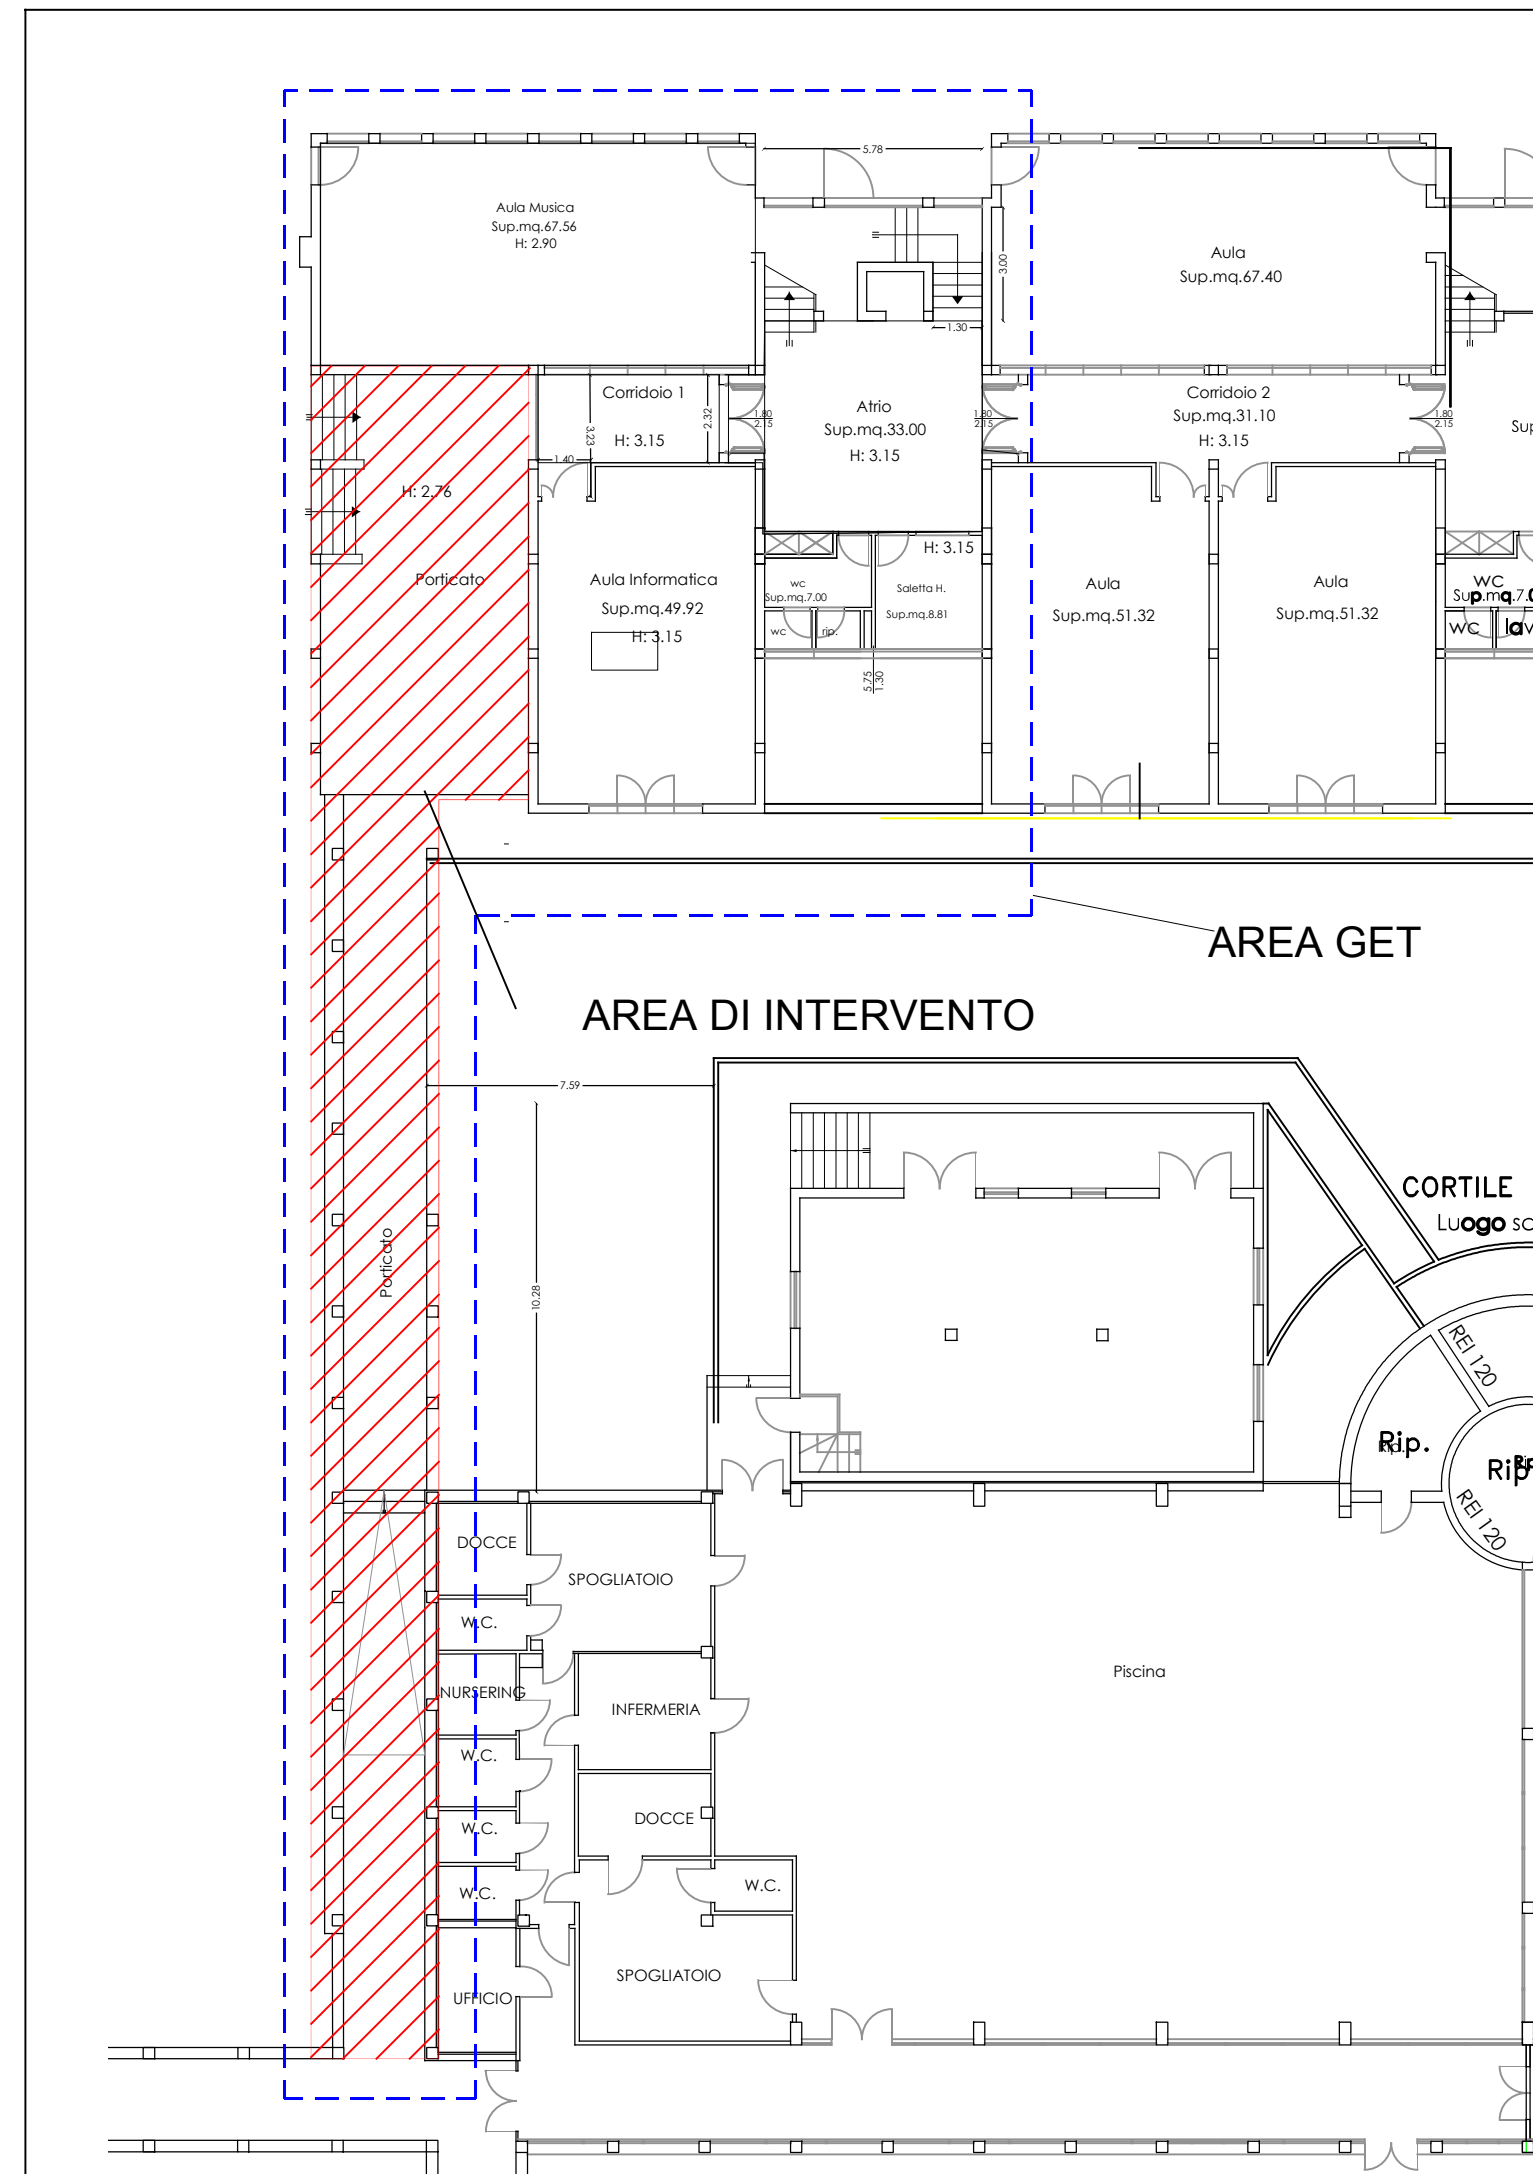 5.78
Aula Musica
Sup.mq.67.56
H: 2.90
3.00
1.30
Aula
Sup.mq.67.40
Corridoio 1
H: 3.15
3.23
1.40
2.32
1.80
2.15
Atrio
Sup.mq.33.00
H: 3.15
1.80
2.15
Corridoio 2
Sup.mq.31.10
H: 3.15
1.80
2.15
Sup
H: 2.76
Porticato
Aula Informatica
Sup.mq.49.92
H: 3.15
wc
Sup.mq.7.00
wc
rip.
H: 3.15
Saletta H.
Sup.mq.8.81
5.75
1.30
Aula
Sup.mq.51.32
Aula
Sup.mq.51.32
WC
WC
lav
AREA GET
AREA DI INTERVENTO
7.59
10.28
Porticato
CORTILE
Luogo sc
REI 120
Rip.
Rip
REI 120
DOCCE
SPOGLIATOIO
W.C.
NURSERING
INFERMERIA
Piscina
W.C.
DOCCE
W.C.
W.C.
W.C.
SPOGLIATOIO
UFFICIO